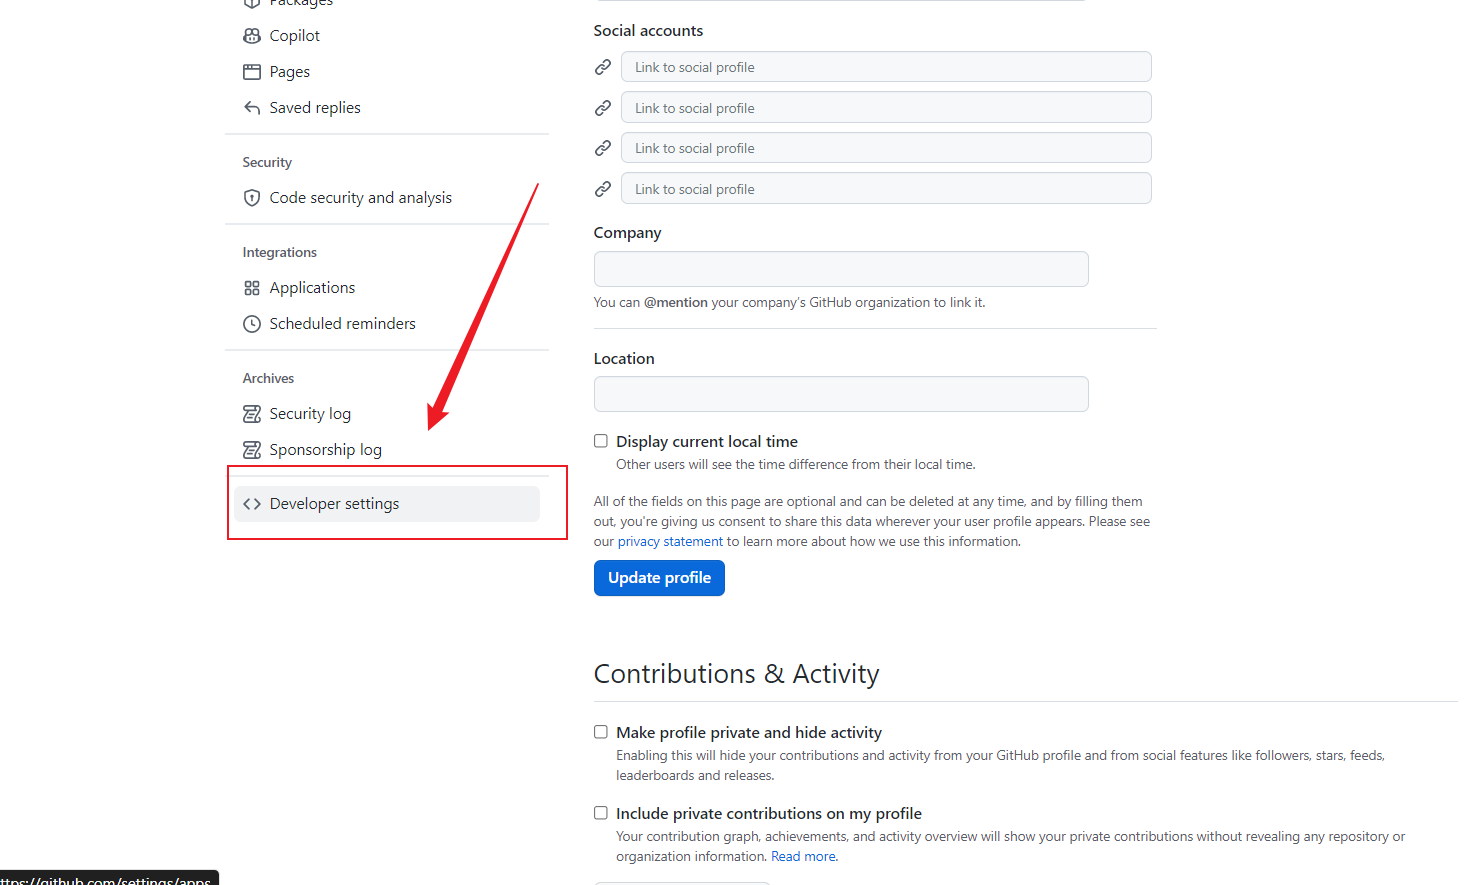 Packages
Copilot
Pages
Saved replies
Security
Code security and analysis
Integrations
Applications
Scheduled reminders
Archives
Security log
Sponsorship log
Developer settings
Social accounts
Link to social profile
Link to social profile
Link to social profile
Link to social profile
Company
You can @mention your company's GitHub organization to link it.
Location
Display current local time
Other users will see the time difference from their local time.
All of the fields on this page are optional and can be deleted at any time, and by filling them
out, you're giving us consent to share this data wherever your user profile appears. Please see
our privacy statement to learn more about how we use this information.
Update profile
Contributions & Activity
Make profile private and hide activity
Enabling this will hide your contributions and activity from your GitHub profile and from social features like followers, stars, feeds,
leaderboards and releases.
Include private contributions on my profile
Your contribution graph, achievements, and activity overview will show your private contributions without revealing any repository or
organization information. Read more.
ttps://github.com/settings/apps